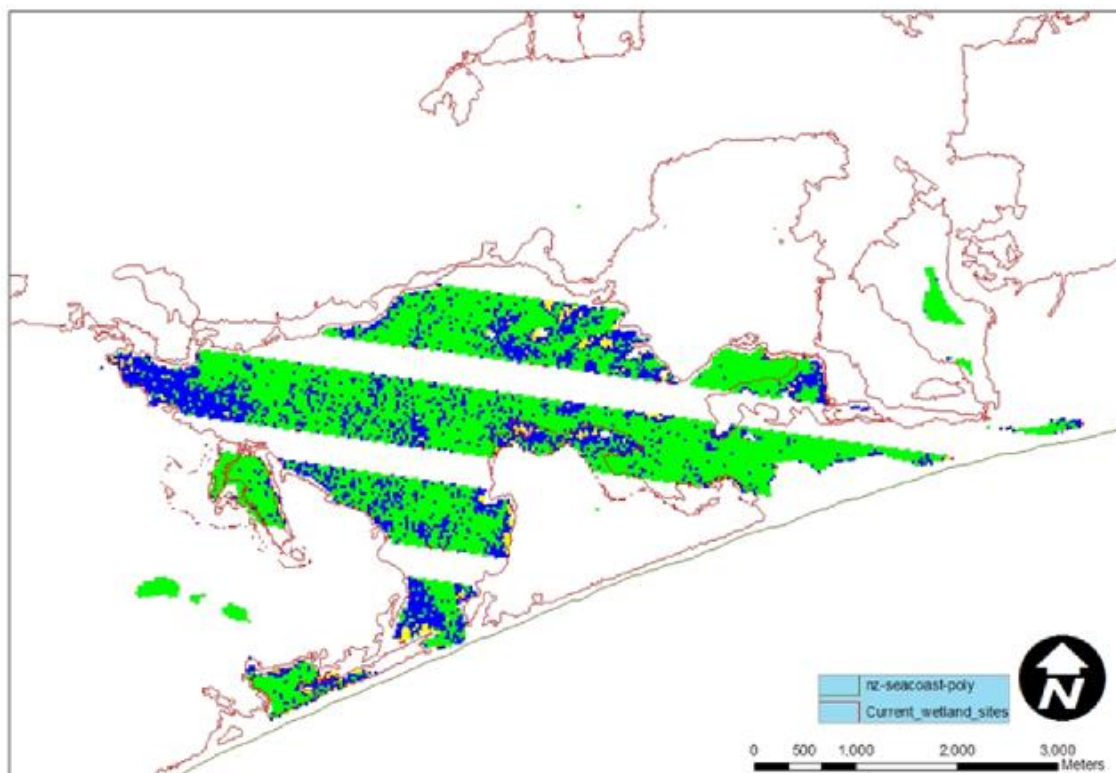 nz-seacoast-poly
Current_wetland_sites
N
0 500 1,000 2,000 3,000
Meters